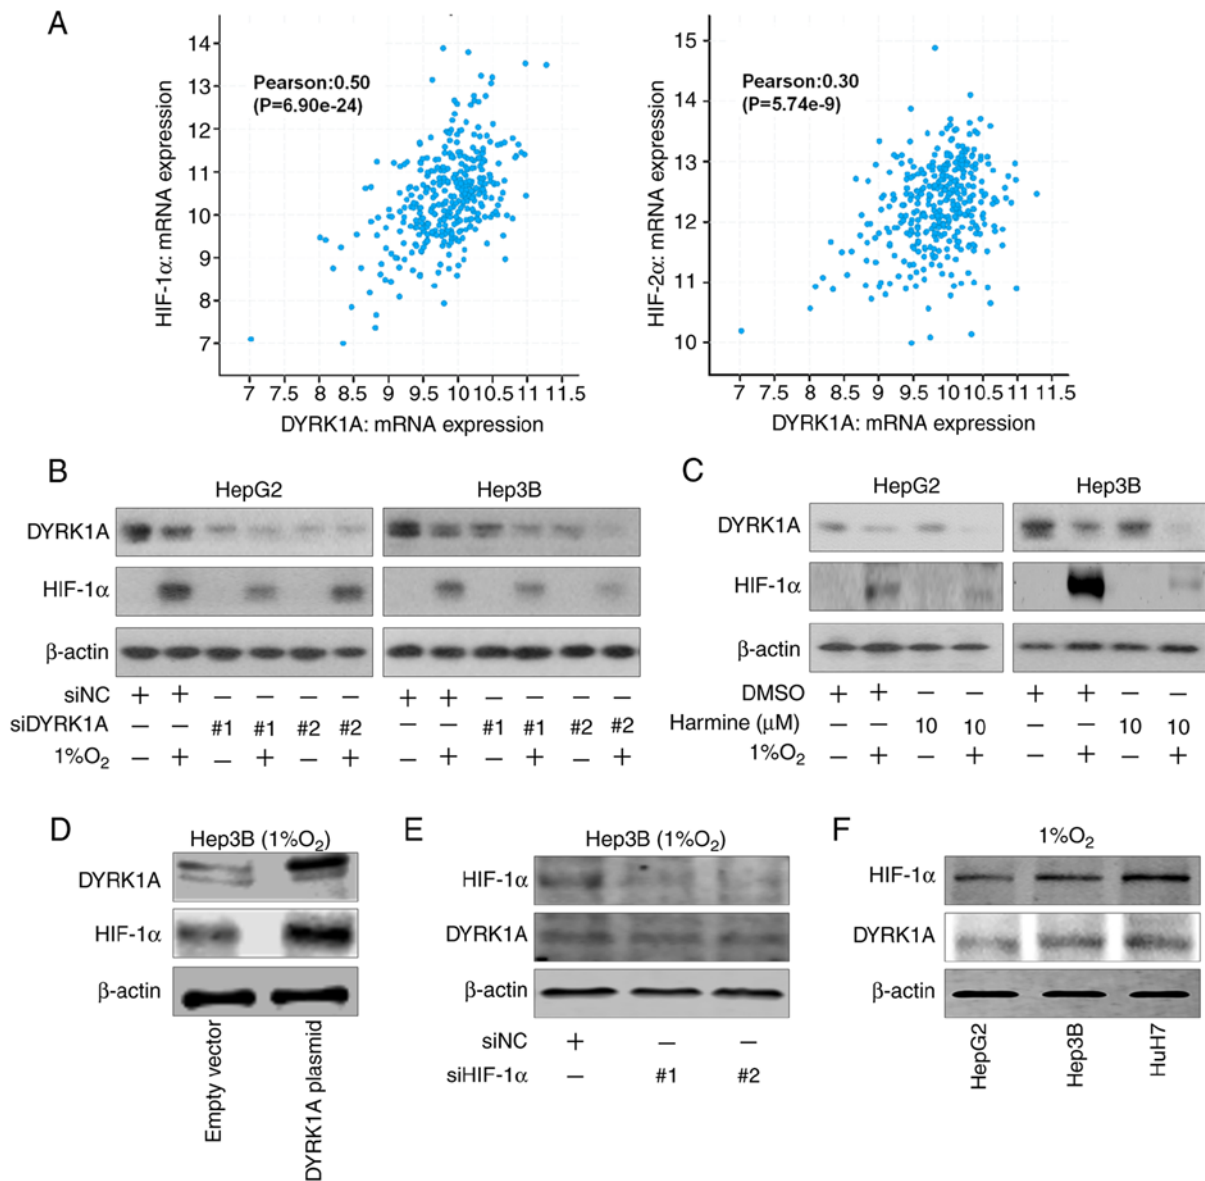 A
Pearson:0.50
(P=6.90e-24)
HIF-1α: mRNA expression
14
13
12
11
10
9
8
7
7 7.5 8 8.5 9 9.5 10 10.5 11 11.5
DYRK1A: mRNA expression
Pearson:0.30
(P=5.74e-9)
HIF-2α: mRNA expression
15
14
13
12
11
10
7 7.5 8 8.5 9 9.5 10 10.5 11 11.5
DYRK1A: mRNA expression
B
HepG2 Hep3B
DYRK1A
HIF-1α
β-actin
siNC + + – – – – + + – – – –
siDYRK1A – – #1 #1 #2 #2 – – #1 #1 #2 #2
1%O₂ – + – + – + – + – + – +
C
HepG2 Hep3B
DYRK1A
HIF-1α
β-actin
DMSO + + – – + + – –
Harmine (μM) – – 10 10 – – 10 10
1%O₂ – + – + – + – +
D
Hep3B (1%O₂)
DYRK1A
HIF-1α
β-actin
Empty vector
DYRK1A plasmid
E
Hep3B (1%O₂)
HIF-1α
DYRK1A
β-actin
siNC + – –
siHIF-1α – #1 #2
F
1%O₂
HIF-1α
DYRK1A
β-actin
HepG2
Hep3B
HuH7